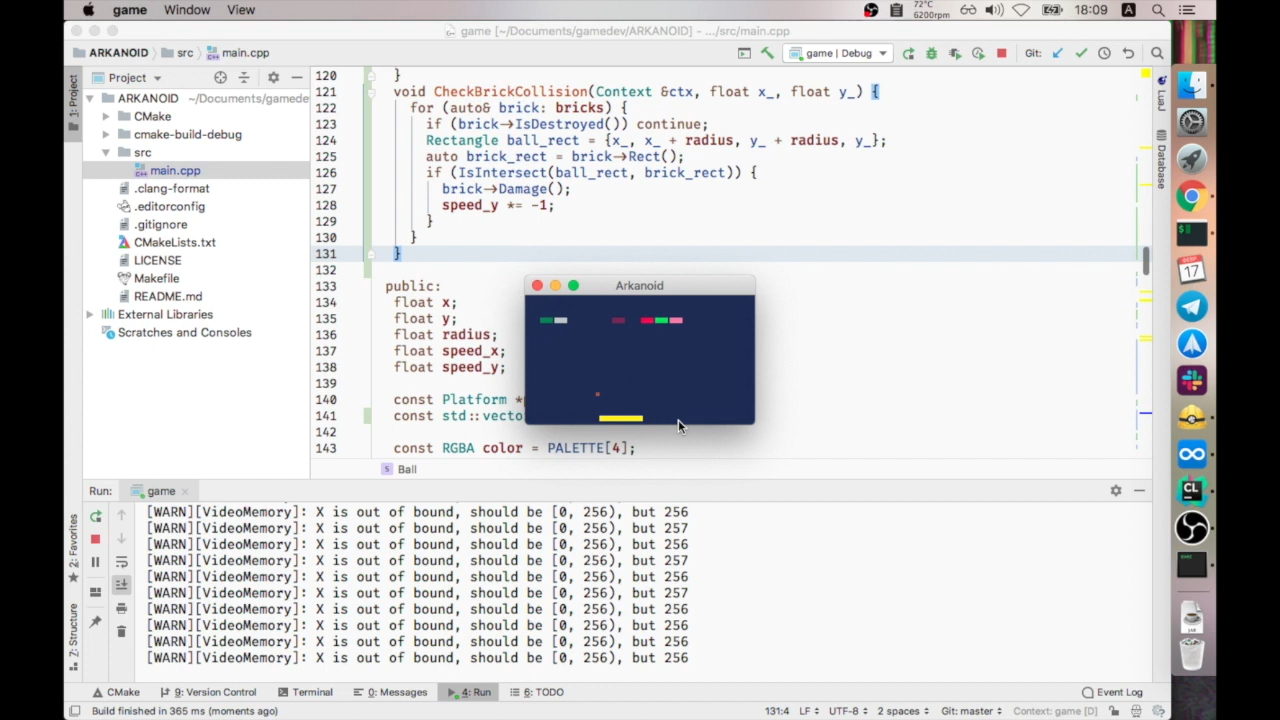 game Window View 72°C 6200rpm 18:09 A
game [~/Documents/gamedev/ARKANOID] - .../src/main.cpp
ARKANOID src main.cpp game | Debug Git:
1: Project
Project
ARKANOID ~/Documents/gamede
CMake
cmake-build-debug
src
main.cpp
.clang-format
.editorconfig
.gitignore
CMakeLists.txt
LICENSE
Makefile
README.md
External Libraries
Scratches and Consoles
120 }
121 void CheckBrickCollision(Context &ctx, float x_, float y_) {
122 for (auto& brick: bricks) {
123 if (brick→IsDestroyed()) continue;
124 Rectangle ball_rect = {x_, x_ + radius, y_ + radius, y_};
125 auto brick_rect = brick→Rect();
126 if (IsIntersect(ball_rect, brick_rect)) {
127 brick→Damage();
128 speed_y *= -1;
129 }
130 }
131 }
132
133 public:
134 float x;
135 float y;
136 float radius;
137 float speed_x;
138 float speed_y;
139
140 const Platform *
141 const std::vecto
142
143 const RGBA color = PALETTE[4];
Arkanoid
S Ball
LuaJ
Database
17
CL
Run: game
[WARN][VideoMemory]: X is out of bound, should be [0, 256), but 256
[WARN][VideoMemory]: X is out of bound, should be [0, 256), but 257
[WARN][VideoMemory]: X is out of bound, should be [0, 256), but 256
[WARN][VideoMemory]: X is out of bound, should be [0, 256), but 257
[WARN][VideoMemory]: X is out of bound, should be [0, 256), but 256
[WARN][VideoMemory]: X is out of bound, should be [0, 256), but 257
[WARN][VideoMemory]: X is out of bound, should be [0, 256), but 256
[WARN][VideoMemory]: X is out of bound, should be [0, 256), but 256
[WARN][VideoMemory]: X is out of bound, should be [0, 256), but 256
[WARN][VideoMemory]: X is out of bound, should be [0, 256), but 256
2: Favorites
7: Structure
CMake 9: Version Control Terminal 0: Messages 4: Run 6: TODO Event Log
Build finished in 365 ms (moments ago) 131:4 LF UTF-8 2 spaces Git: master Context: game [D]